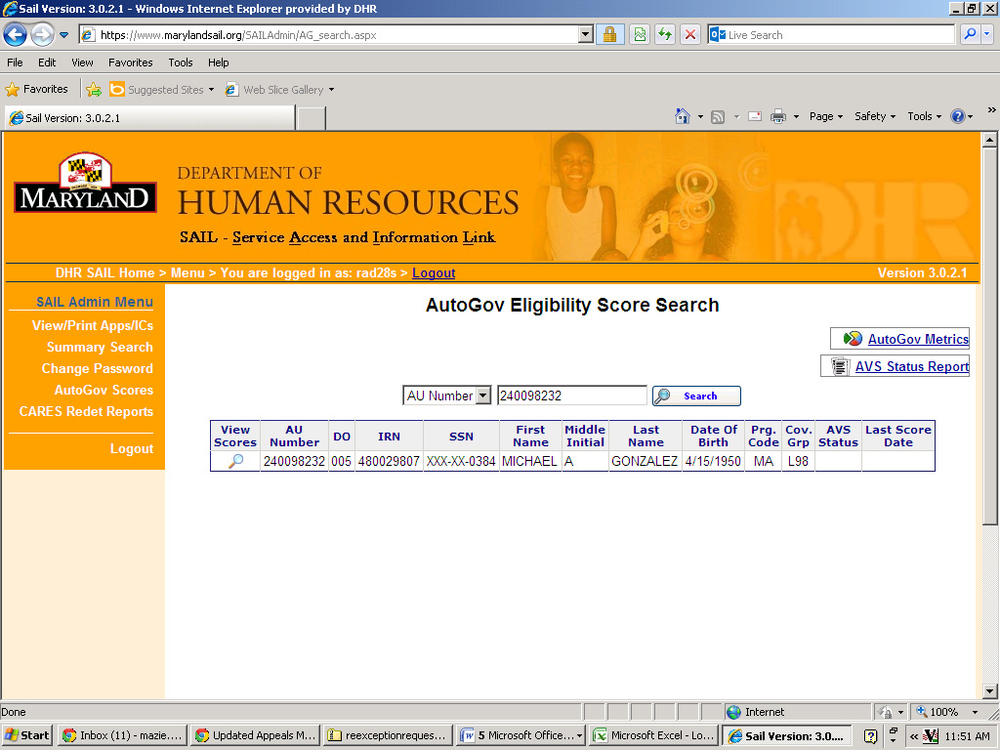 Sail Version: 3.0.2.1 - Windows Internet Explorer provided by DHR
https://www.marylandsail.org/SAILAdmin/AG_search.aspx
Live Search
File Edit View Favorites Tools Help
Favorites Suggested Sites Web Slice Gallery
Sail Version: 3.0.2.1
Page Safety Tools
MARYLAND
DEPARTMENT OF
HUMAN RESOURCES
SAIL - Service Access and Information Link
DHR
DHR SAIL Home > Menu > You are logged in as: rad28s > Logout
Version 3.0.2.1
SAIL Admin Menu
View/Print Apps/ICs
Summary Search
Change Password
AutoGov Scores
CARES Redet Reports
Logout
AutoGov Eligibility Score Search
AutoGov Metrics
AVS Status Report
AU Number 240098232 Search
View Scores AU Number DO IRN SSN First Name Middle Initial Last Name Date Of Birth Prg. Code Cov. Grp AVS Status Last Score Date
240098232 005 480029807 XXX-XX-0384 MICHAEL A GONZALEZ 4/15/1950 MA L98
Done Internet 100%
Start Inbox (11) - mazie.... Updated Appeals M... reexceptionreques... 5 Microsoft Office... Microsoft Excel - Lo... Sail Version: 3.0.... 11:51 AM